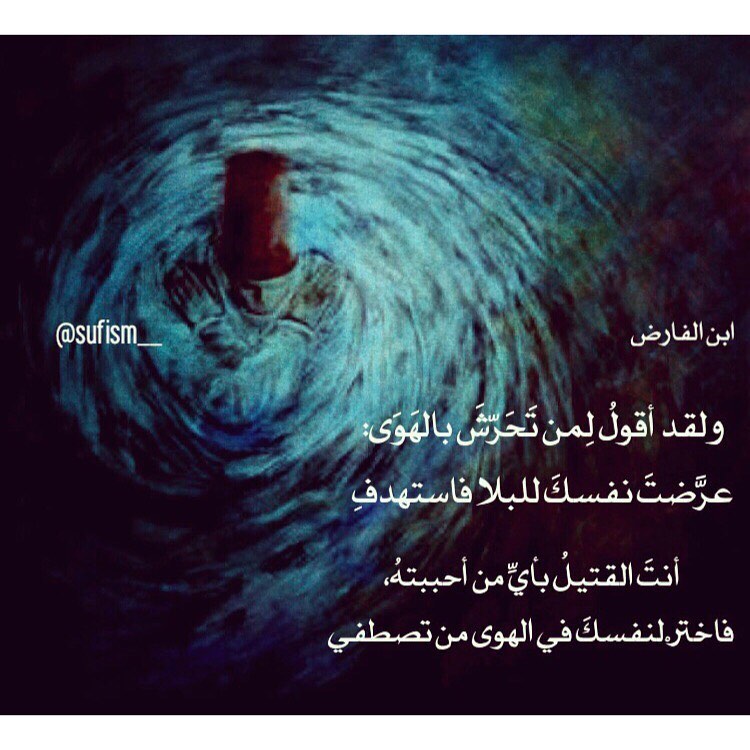 ابن الفارض
@sufism__
ولقد أقولُ لِمن تَحَرّشَ بالهَوَى:
عرَّضتَ نفسكَ للبلا فاستهدفِ
أنتَ القتيلُ بأيِّ من أحببتهُ،
فاختر لنفسكَ في الهوى من تصطفي